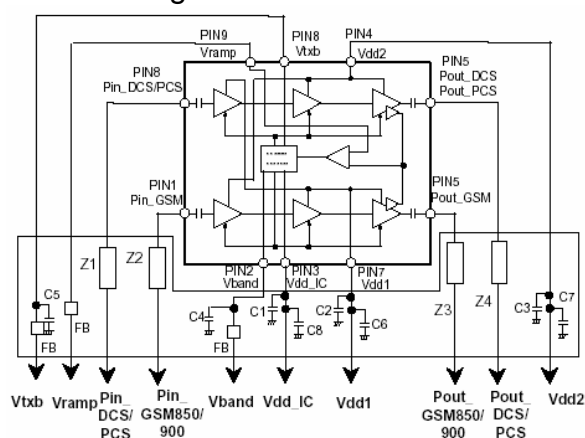 PIN9
Vramp
PIN8
Vtxb
PIN4
Vdd2
PIN8
Pin_DCS/PCS
PIN5
Pout_DCS
Pout_PCS
PIN1
Pin_GSM
PIN5
Pout_GSM
PIN2
Vband
PIN3
Vdd_IC
PIN7
Vdd1
Z1
Z2
Z3
Z4
C5
C4
C1
C8
C2
C6
C3
C7
FB
FB
FB
Vtxb
Vramp
Pin_
DCS/
PCS
Pin_
GSM850/
900
Vband
Vdd_IC
Vdd1
Pout_
GSM850/
900
Pout_
DCS/
PCS
Vdd2